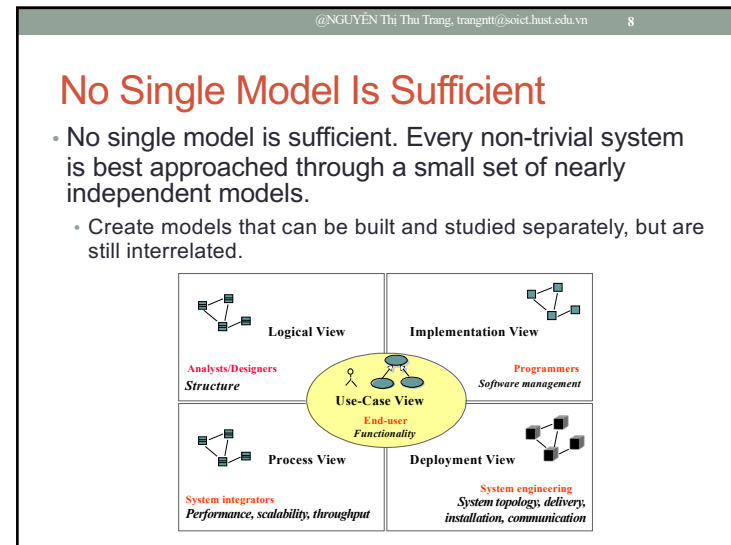 @NGUYỄN Thị Thu Trang, trangntt@soict.hust.edu.vn 8
No Single Model Is Sufficient
• No single model is sufficient. Every non-trivial system
is best approached through a small set of nearly
independent models.
• Create models that can be built and studied separately, but are
still interrelated.
Logical View
Analysts/Designers
Structure
Implementation View
Programmers
Software management
Use-Case View
End-user
Functionality
Process View
System integrators
Performance, scalability, throughput
Deployment View
System engineering
System topology, delivery,
installation, communication